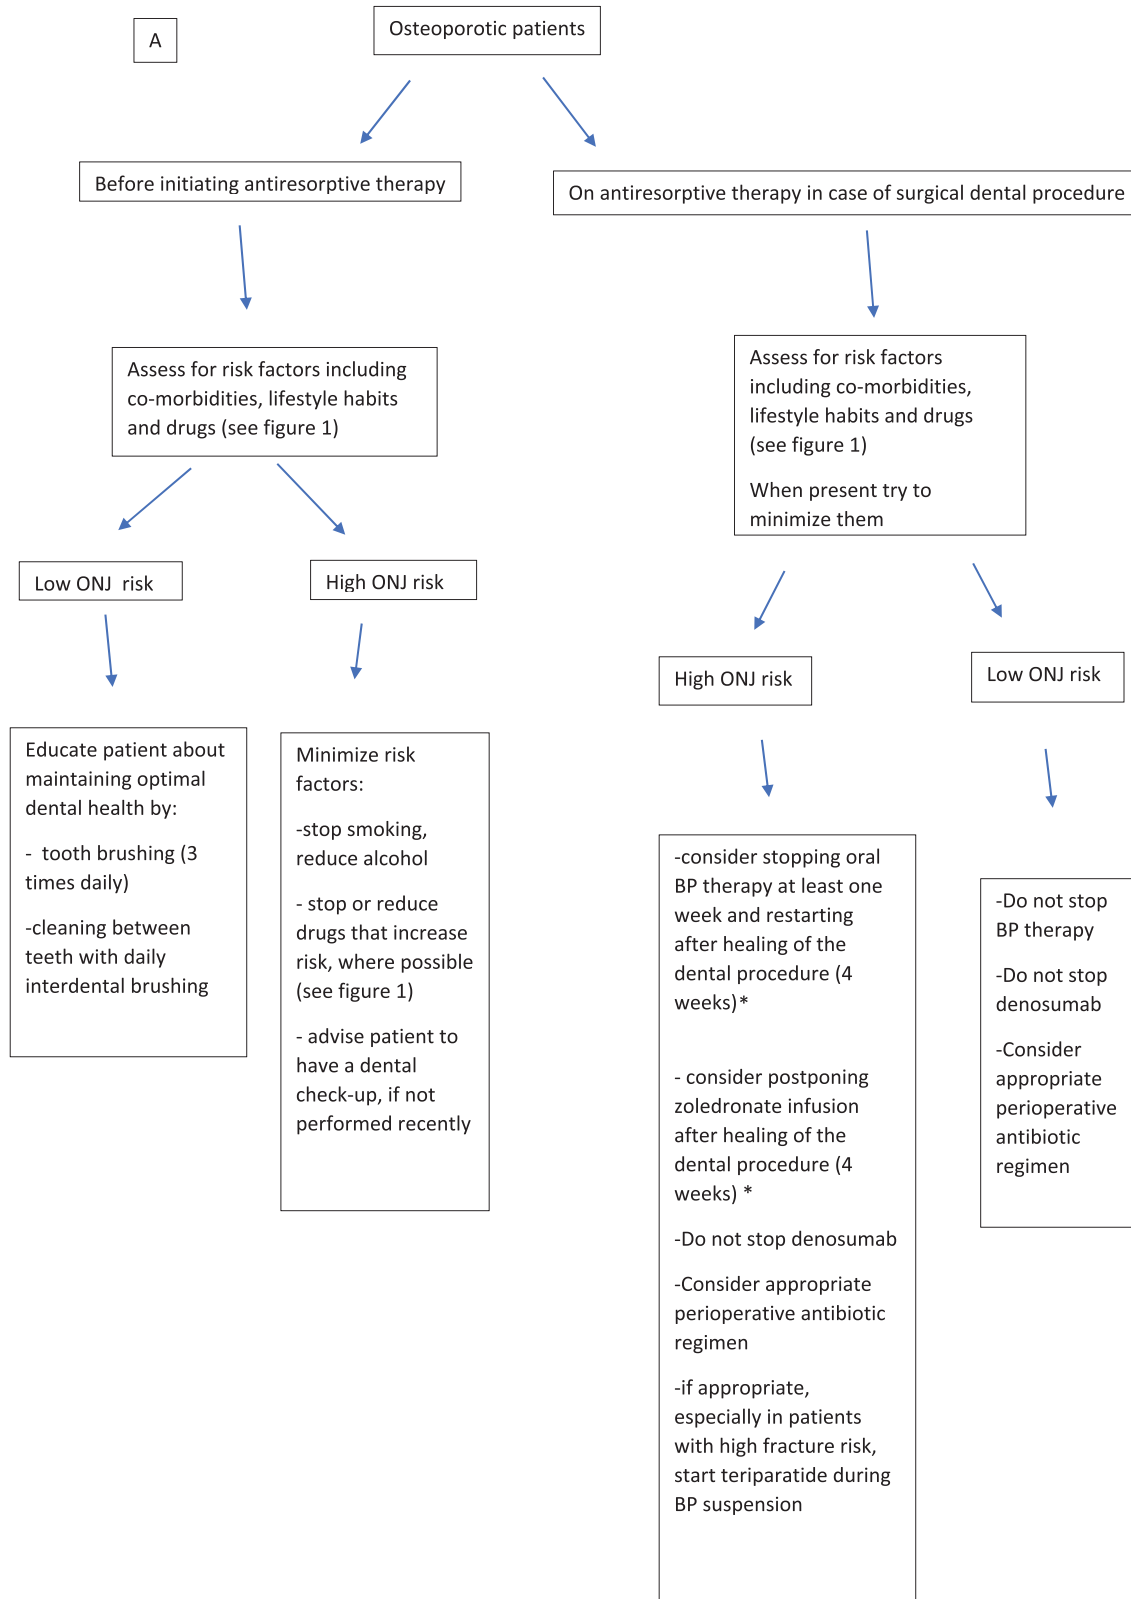 A
Osteoporotic patients
Before initiating antiresorptive therapy
On antiresorptive therapy in case of surgical dental procedure
Assess for risk factors including
co-morbidities, lifestyle habits
and drugs (see figure 1)
Assess for risk factors
including co-morbidities,
lifestyle habits and drugs
(see figure 1)
When present try to
minimize them
Low ONJ  risk
High ONJ risk
High ONJ risk
Low ONJ risk
Educate patient about
maintaining optimal
dental health by:
-  tooth brushing (3
times daily)
-cleaning between
teeth with daily
interdental brushing
Minimize risk
factors:
-stop smoking,
reduce alcohol
- stop or reduce
drugs that increase
risk, where possible
(see figure 1)
- advise patient to
have a dental
check-up, if not
performed recently
-consider stopping oral
BP therapy at least one
week and restarting
after healing of the
dental procedure (4
weeks)*
- consider postponing
zoledronate infusion
after healing of the
dental procedure (4
weeks) *
-Do not stop denosumab
-Consider appropriate
perioperative antibiotic
regimen
-if appropriate,
especially in patients
with high fracture risk,
start teriparatide during
BP suspension
-Do not stop
BP therapy
-Do not stop
denosumab
-Consider
appropriate
perioperative
antibiotic
regimen